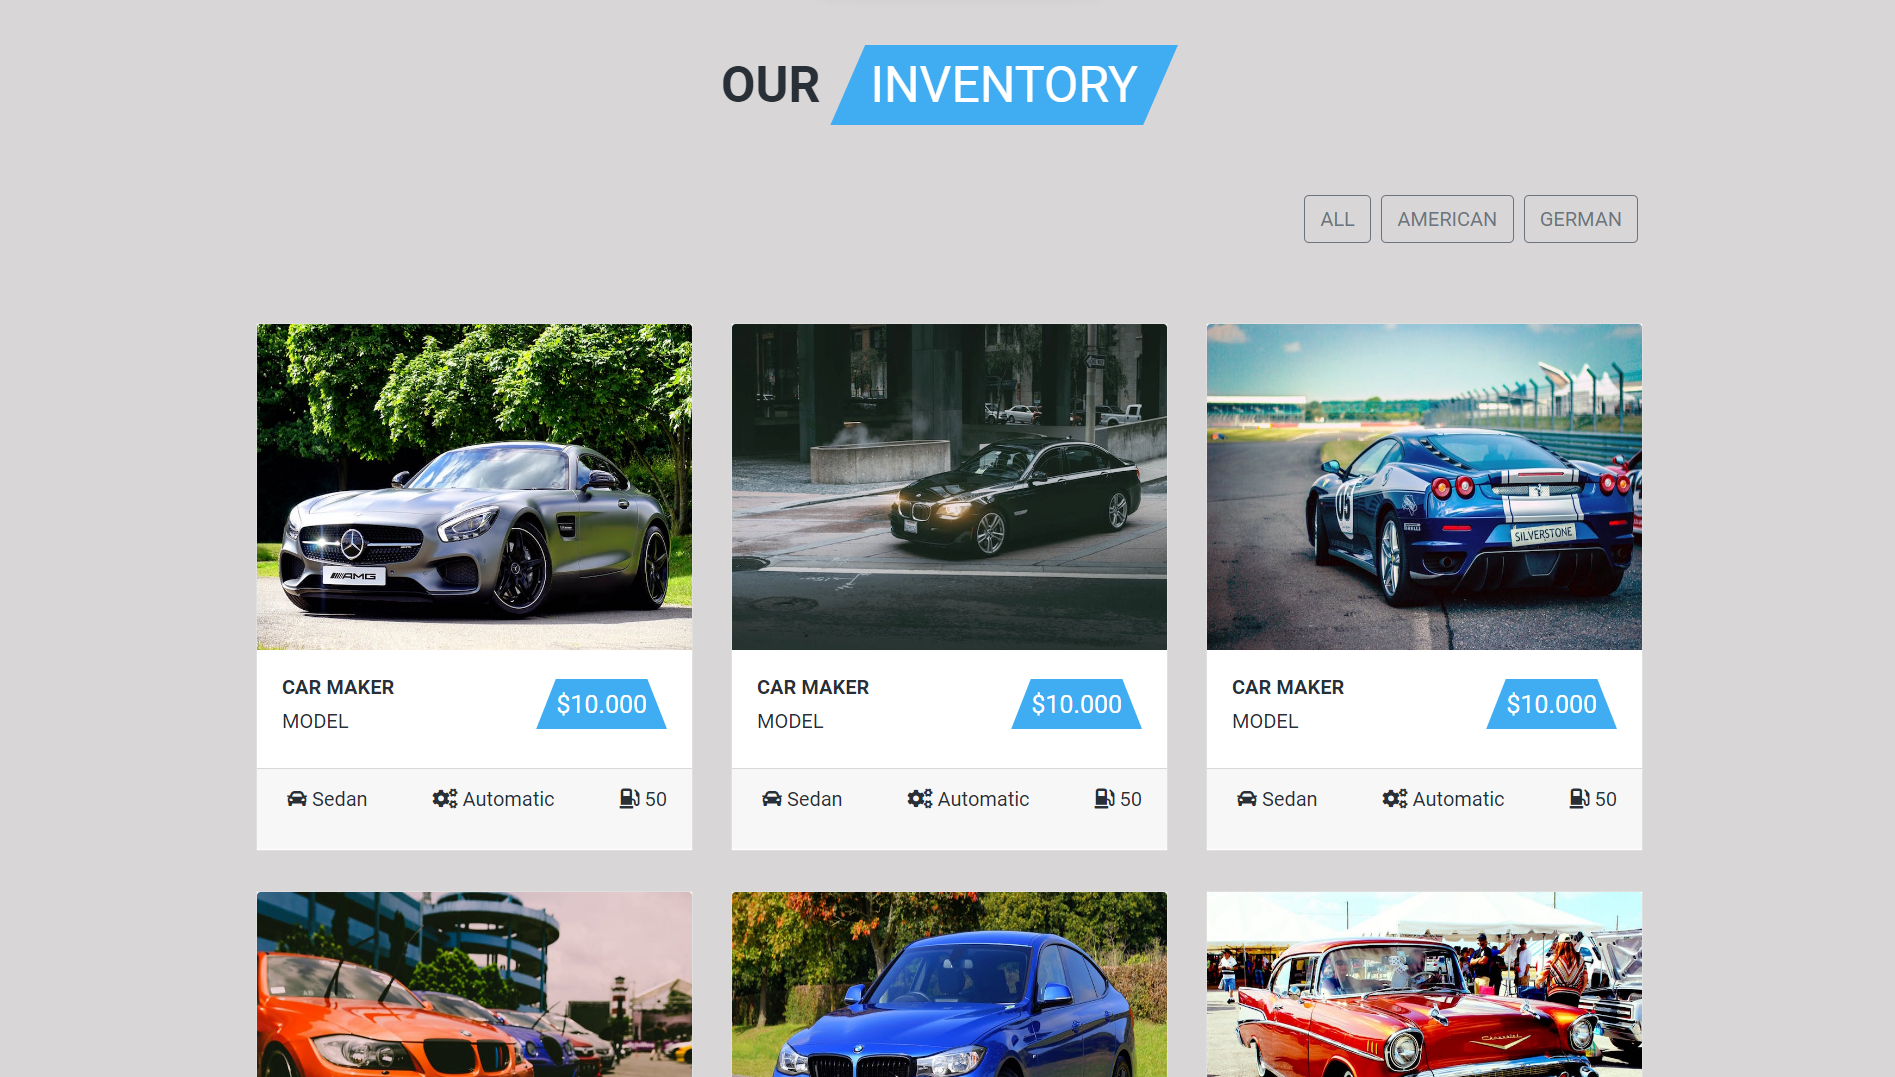 OUR INVENTORY
ALL AMERICAN GERMAN
AMG
SILVERSTONE
CAR MAKER
MODEL
$10.000
Sedan Automatic 50
CAR MAKER
MODEL
$10.000
Sedan Automatic 50
CAR MAKER
MODEL
$10.000
Sedan Automatic 50